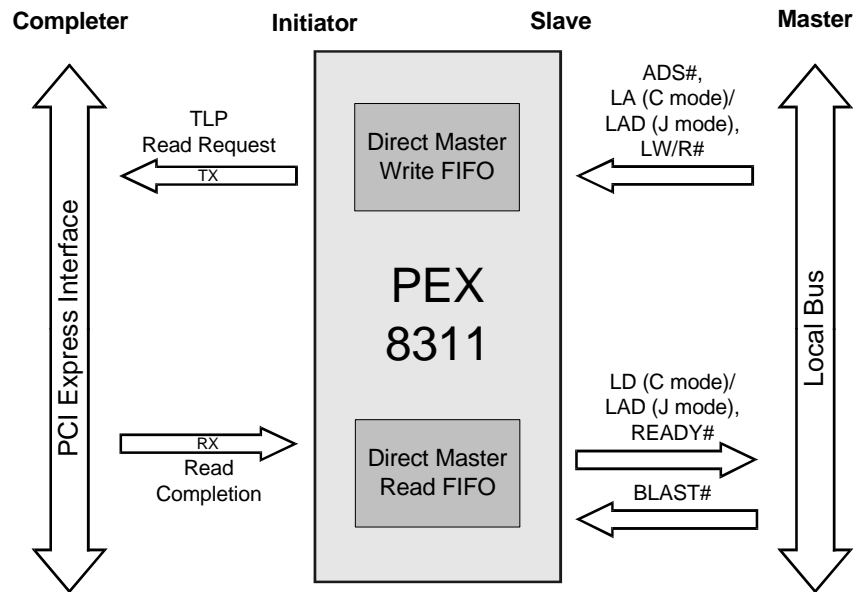 Completer
Initiator
Slave
Master
TLP
Read Request
TX
Direct Master
Write FIFO
ADS#,
LA (C mode)/
LAD (J mode),
LW/R#
PCI Express Interface
PEX
8311
Local Bus
RX
Read
Completion
Direct Master
Read FIFO
LD (C mode)/
LAD (J mode),
READY#
BLAST#